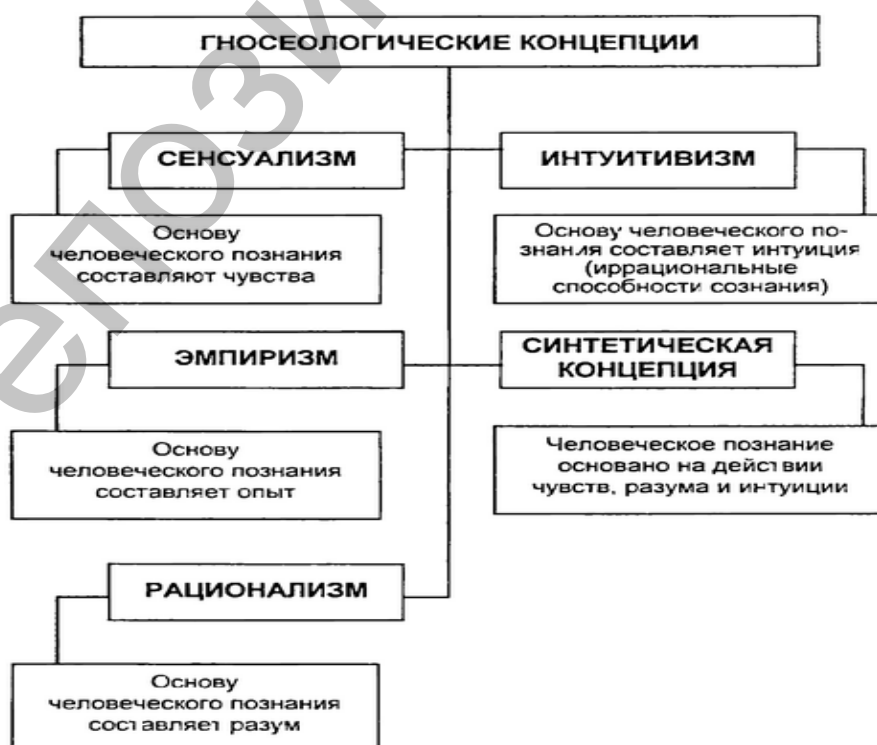 ГНОСЕОЛОГИЧЕСКИЕ КОНЦЕПЦИИ
СЕНСУАЛИЗМ
Основу
человеческого познания
составляют чувства
ИНТУИТИВИЗМ
Основу человеческого по-
знания составляет интуиция
(иррациональные
способности сознания)
ЭМПИРИЗМ
Основу
человеческого познания
составляет опыт
СИНТЕТИЧЕСКАЯ
КОНЦЕПЦИЯ
Человеческое познание
основано на действии
чувств, разума и интуиции
РАЦИОНАЛИЗМ
Основу
человеческого познания
составляет разум